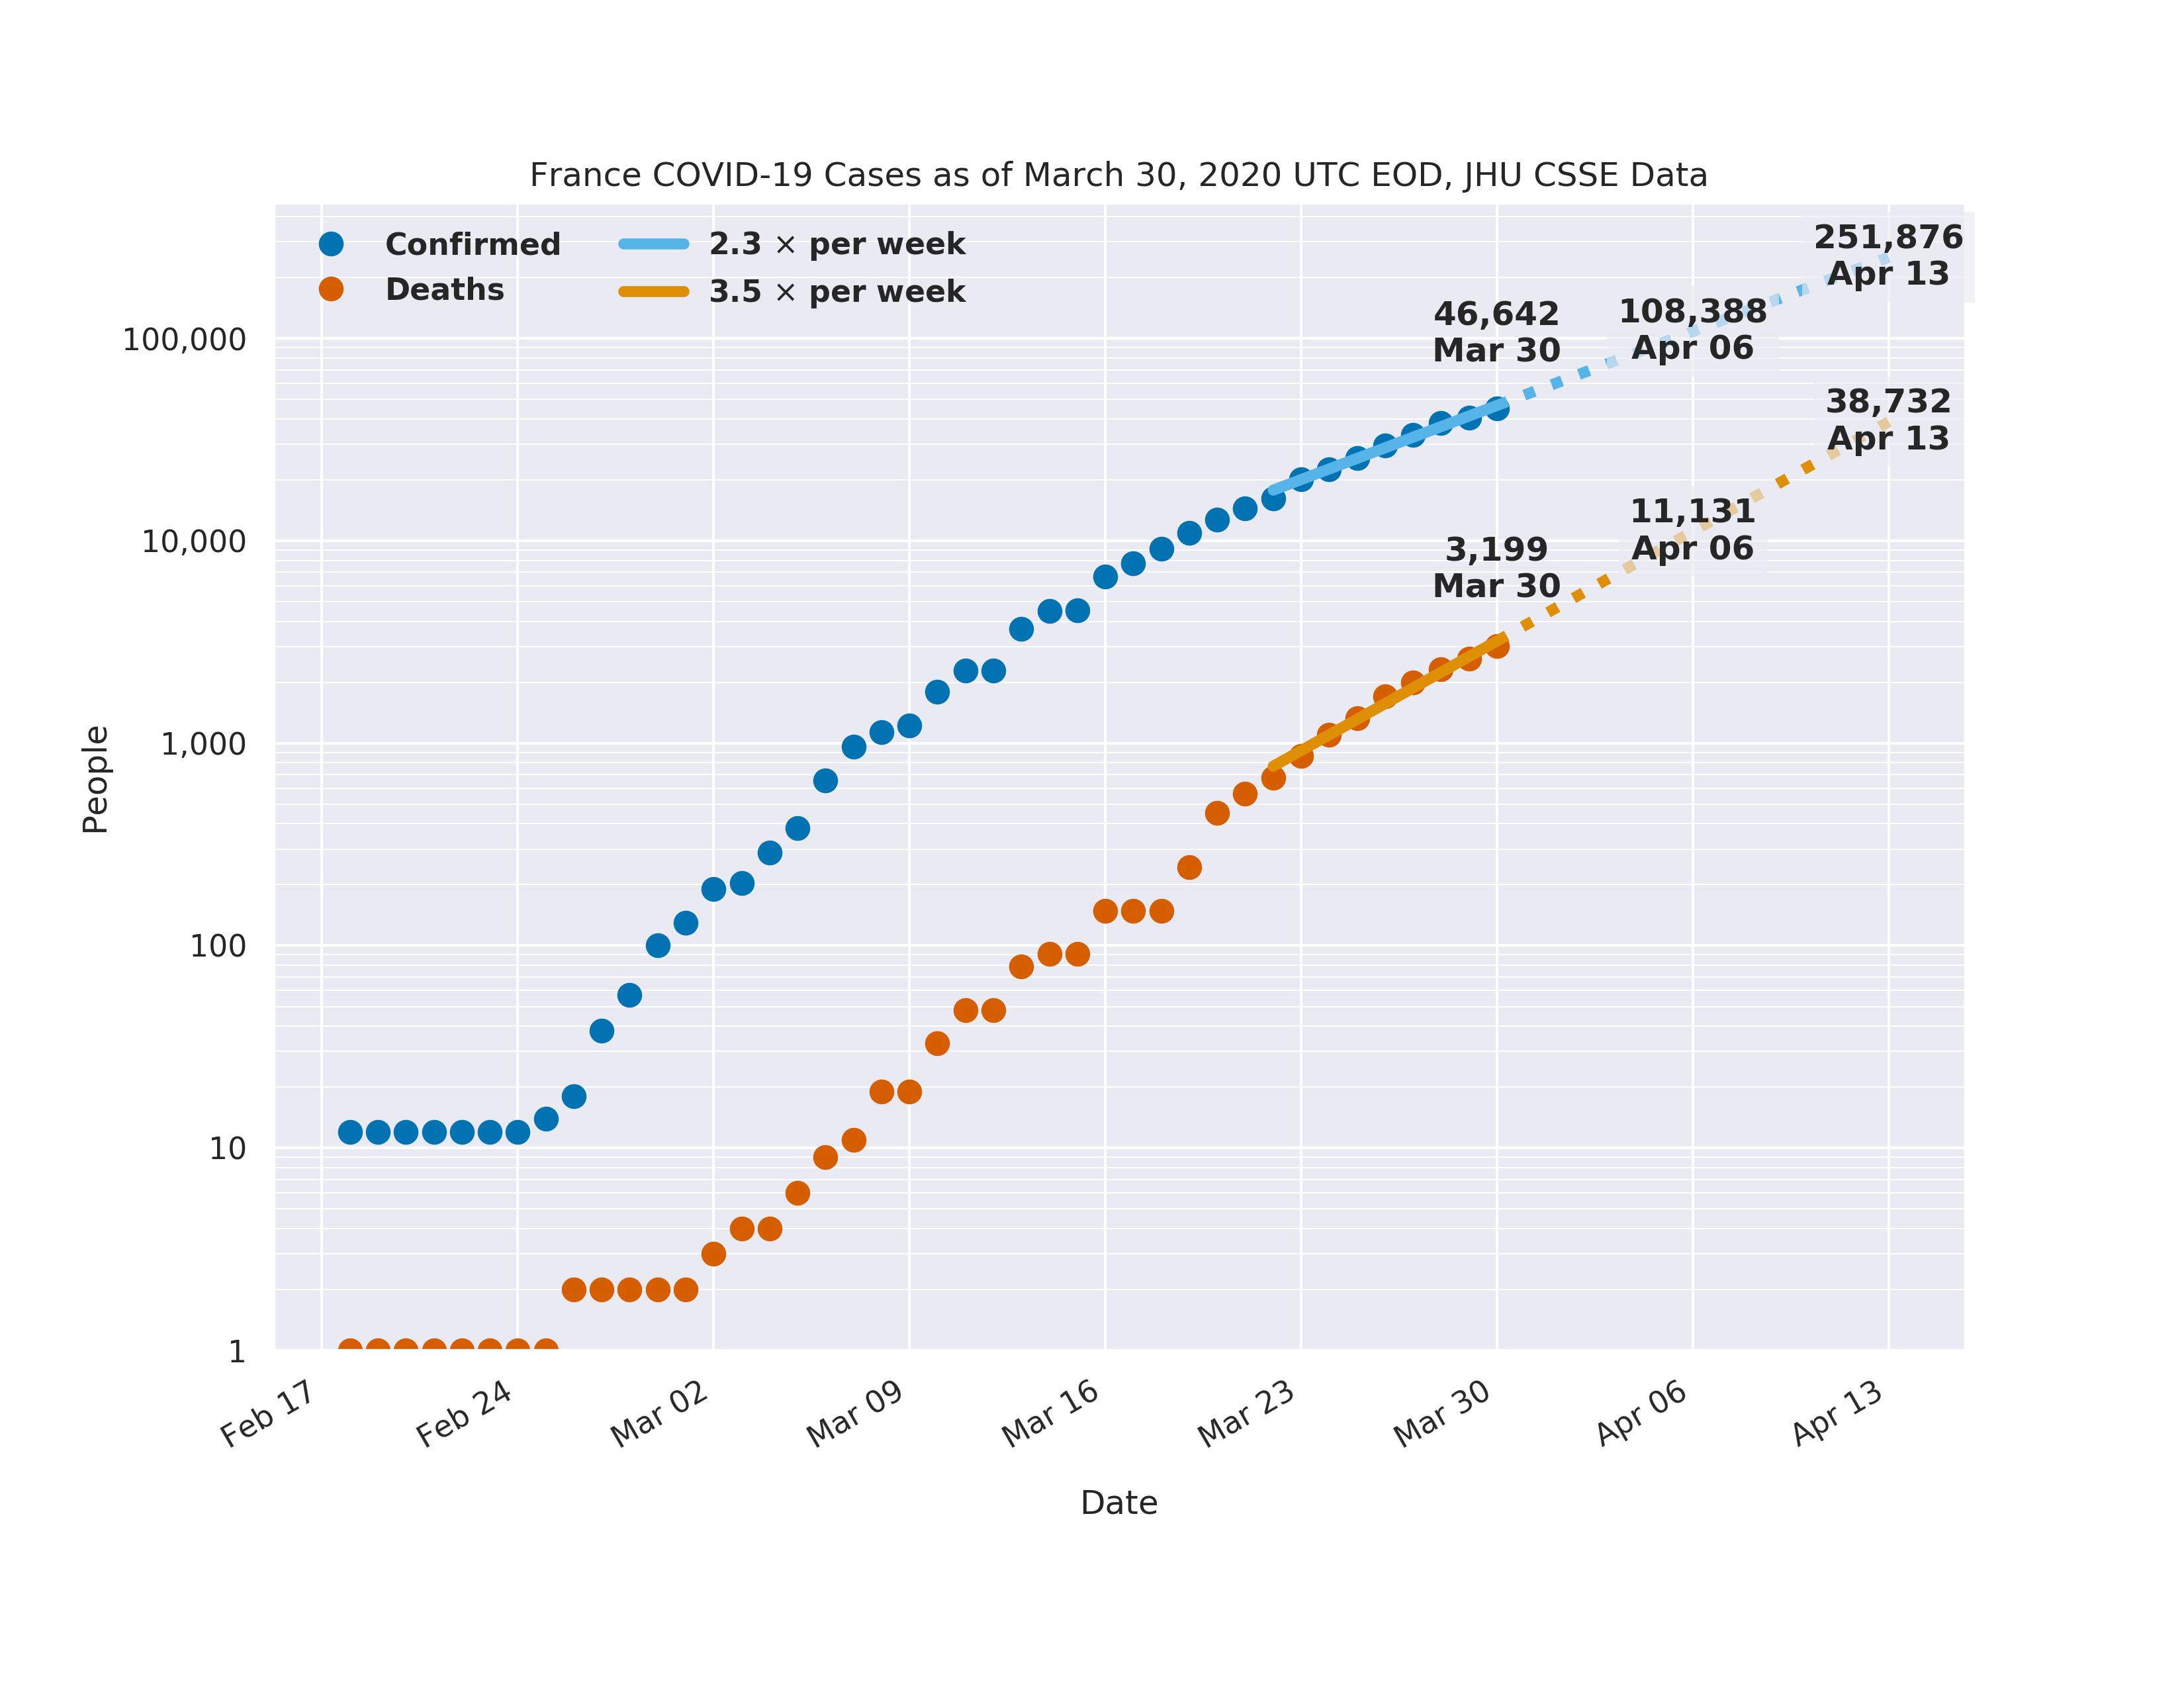 France COVID-19 Cases as of March 30, 2020 UTC EOD, JHU CSSE Data
Confirmed
Deaths
2.3 × per week
3.5 × per week
251,876
Apr 13
46,642
Mar 30
108,388
Apr 06
38,732
Apr 13
11,131
Apr 06
3,199
Mar 30
People
100,000
10,000
1,000
100
10
1
Feb 17
Feb 24
Mar 02
Mar 09
Mar 16
Mar 23
Mar 30
Apr 06
Apr 13
Date